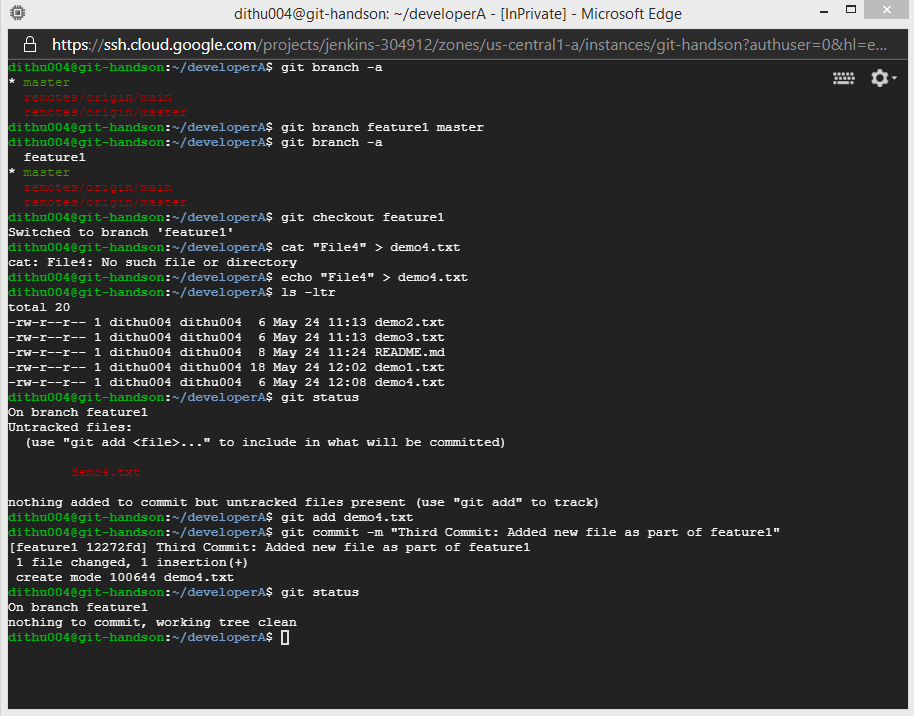 dithu004@git-handson: ~/developerA - [InPrivate] - Microsoft Edge
https://ssh.cloud.google.com/projects/jenkins-304912/zones/us-central1-a/instances/git-handson?authuser=0&hl=e...
dithu004@git-handson:~/developerA$ git branch -a
* master
  remotes/origin/main
  remotes/origin/master
dithu004@git-handson:~/developerA$ git branch feature1 master
dithu004@git-handson:~/developerA$ git branch -a
  feature1
* master
  remotes/origin/main
  remotes/origin/master
dithu004@git-handson:~/developerA$ git checkout feature1
Switched to branch 'feature1'
dithu004@git-handson:~/developerA$ cat "File4" > demo4.txt
cat: File4: No such file or directory
dithu004@git-handson:~/developerA$ echo "File4" > demo4.txt
dithu004@git-handson:~/developerA$ ls -ltr
total 20
-rw-r--r-- 1 dithu004 dithu004  6 May 24 11:13 demo2.txt
-rw-r--r-- 1 dithu004 dithu004  6 May 24 11:13 demo3.txt
-rw-r--r-- 1 dithu004 dithu004  8 May 24 11:24 README.md
-rw-r--r-- 1 dithu004 dithu004 18 May 24 12:02 demo1.txt
-rw-r--r-- 1 dithu004 dithu004  6 May 24 12:08 demo4.txt
dithu004@git-handson:~/developerA$ git status
On branch feature1
Untracked files:
  (use "git add <file>..." to include in what will be committed)
        demo4.txt
nothing added to commit but untracked files present (use "git add" to track)
dithu004@git-handson:~/developerA$ git add demo4.txt
dithu004@git-handson:~/developerA$ git commit -m "Third Commit: Added new file as part of feature1"
[feature1 12272fd] Third Commit: Added new file as part of feature1
 1 file changed, 1 insertion(+)
 create mode 100644 demo4.txt
dithu004@git-handson:~/developerA$ git status
On branch feature1
nothing to commit, working tree clean
dithu004@git-handson:~/developerA$